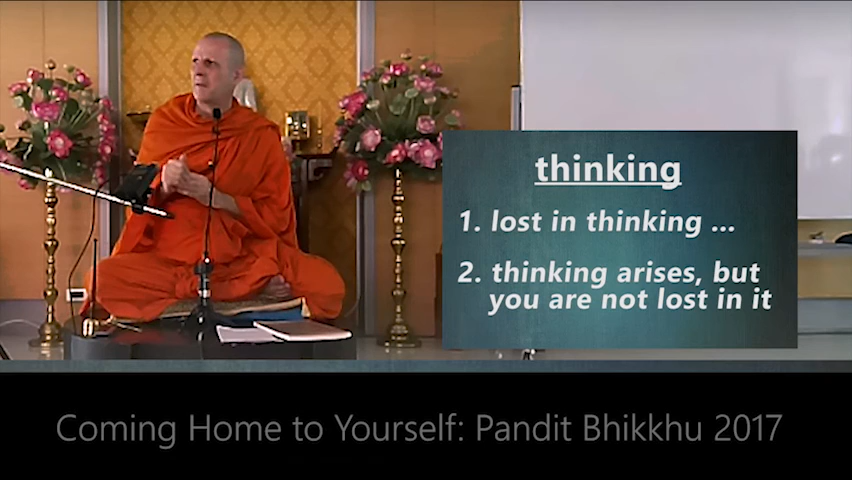 thinking
1. lost in thinking ...
2. thinking arises, but
you are not lost in it
Coming Home to Yourself: Pandit Bhikkhu 2017